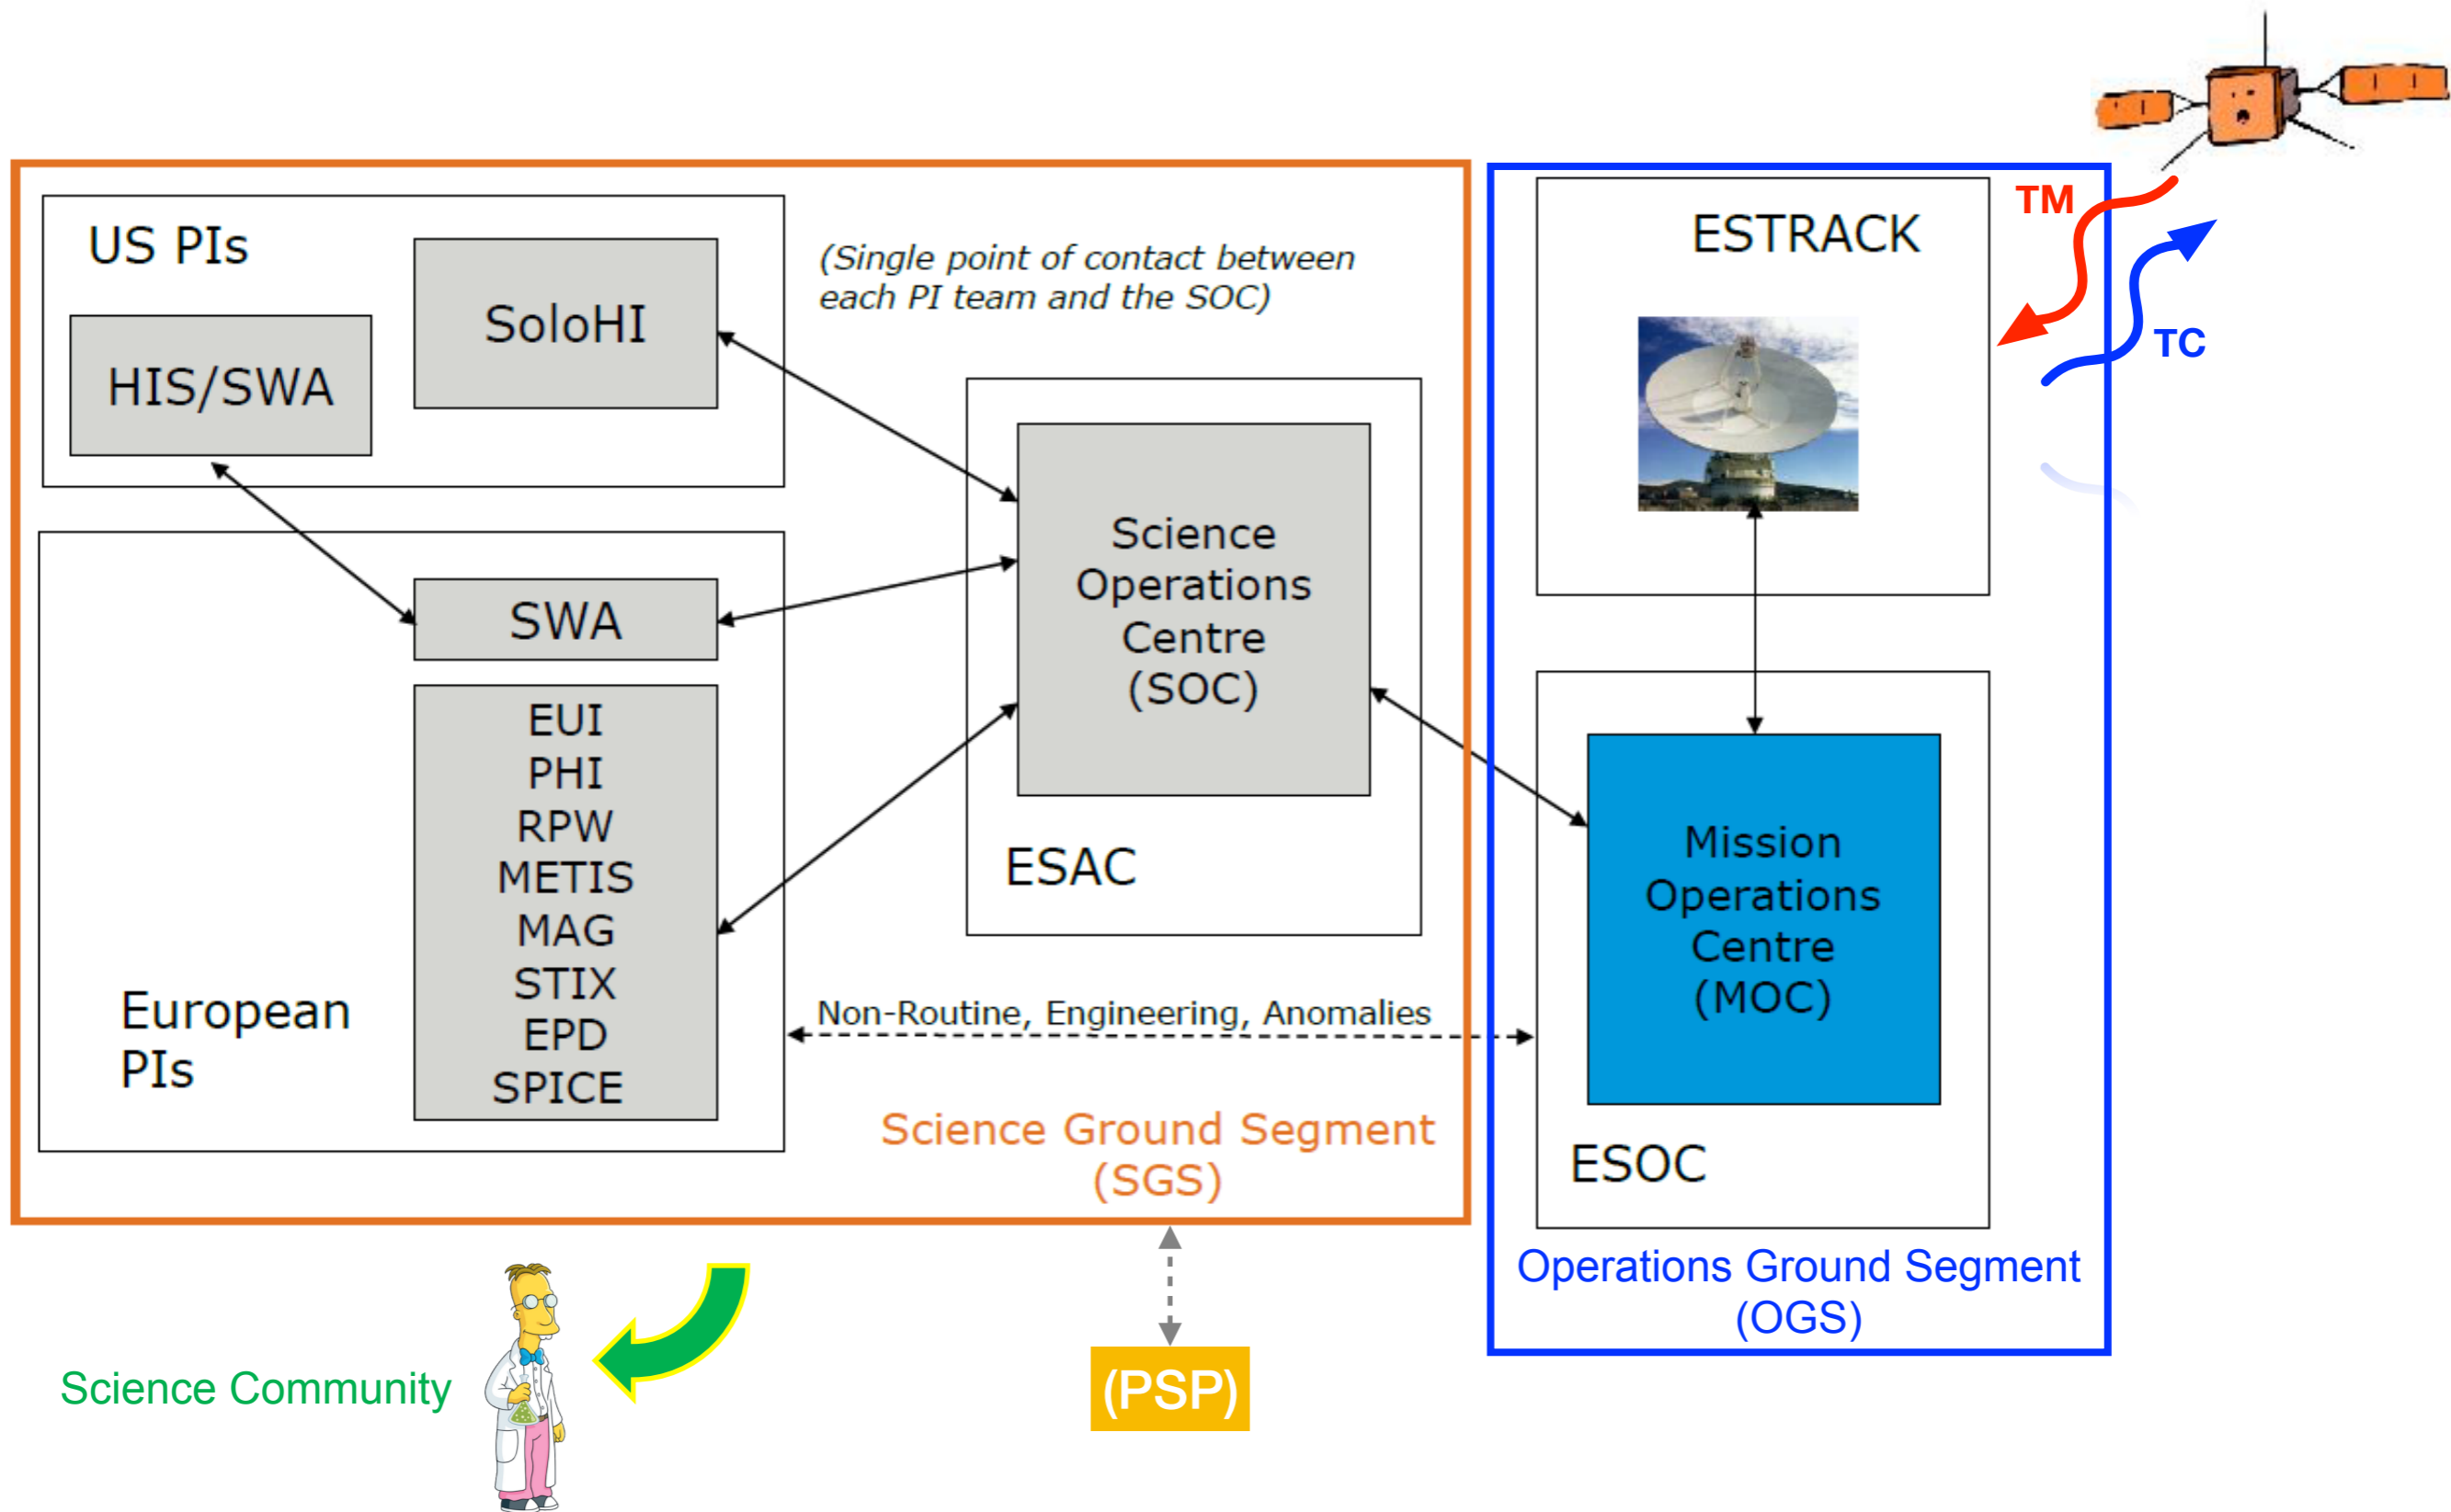 US PIs
SoloHI
HIS/SWA
(Single point of contact between
each PI team and the SOC)
SWA
EUI
PHI
RPW
METIS
MAG
STIX
EPD
SPICE
European
PIs
Science
Operations
Centre
(SOC)
ESAC
Non-Routine, Engineering, Anomalies
Science Ground Segment
(SGS)
ESTRACK
TM
TC
Mission
Operations
Centre
(MOC)
ESOC
Operations Ground Segment
(OGS)
Science Community
(PSP)